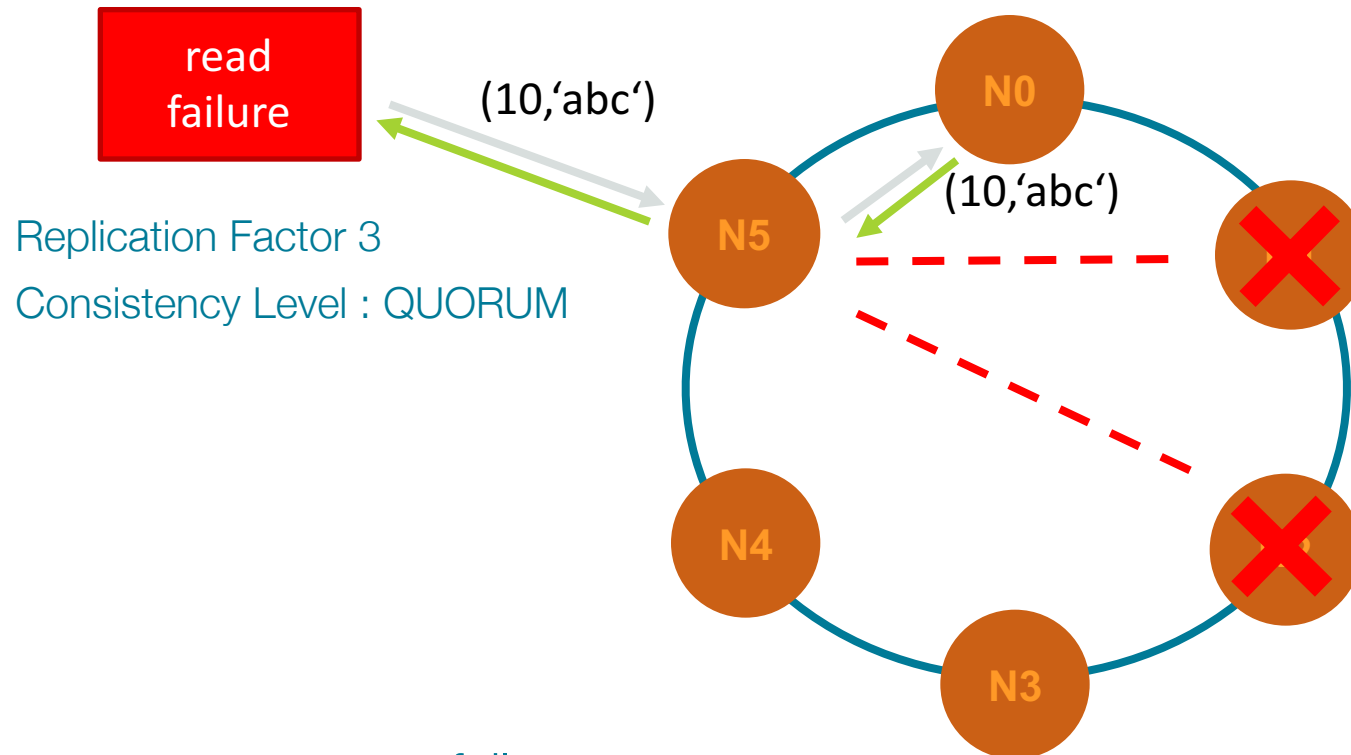 read
failure
(10,‘abc‘)
N0
(10,‘abc‘)
N5
Replication Factor 3
Consistency Level : QUORUM
N4
N3